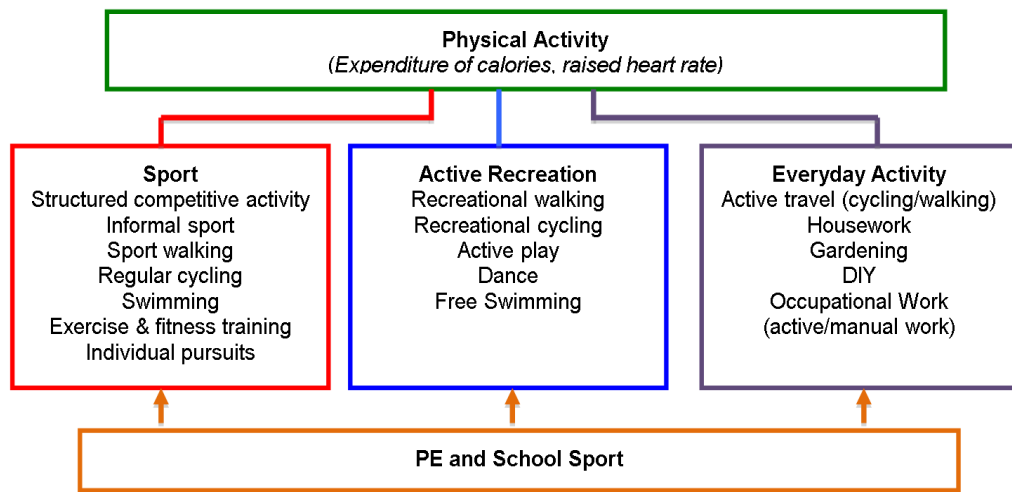 Physical Activity
(Expenditure of calories, raised heart rate)
Sport
Structured competitive activity
Informal sport
Sport walking
Regular cycling
Swimming
Exercise & fitness training
Individual pursuits
Active Recreation
Recreational walking
Recreational cycling
Active play
Dance
Free Swimming
Everyday Activity
Active travel (cycling/walking)
Housework
Gardening
DIY
Occupational Work
(active/manual work)
PE and School Sport